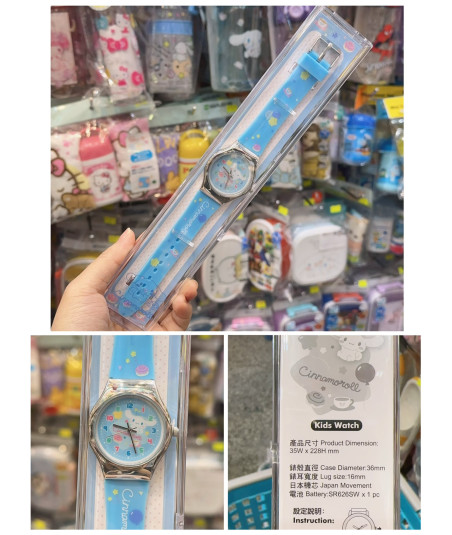 Cinnamoroll
Cinnamoroll
Cinnamoroll
Kids Watch
產品尺寸 Product Dimension:
35W x 228H mm
錶殼直徑 Case Diameter:36mm
錶耳寬度 Lug size:16mm
日本機芯 Japan Movement
電池 Battery:SR626SW x 1 pc
設定說明:
Instruction: